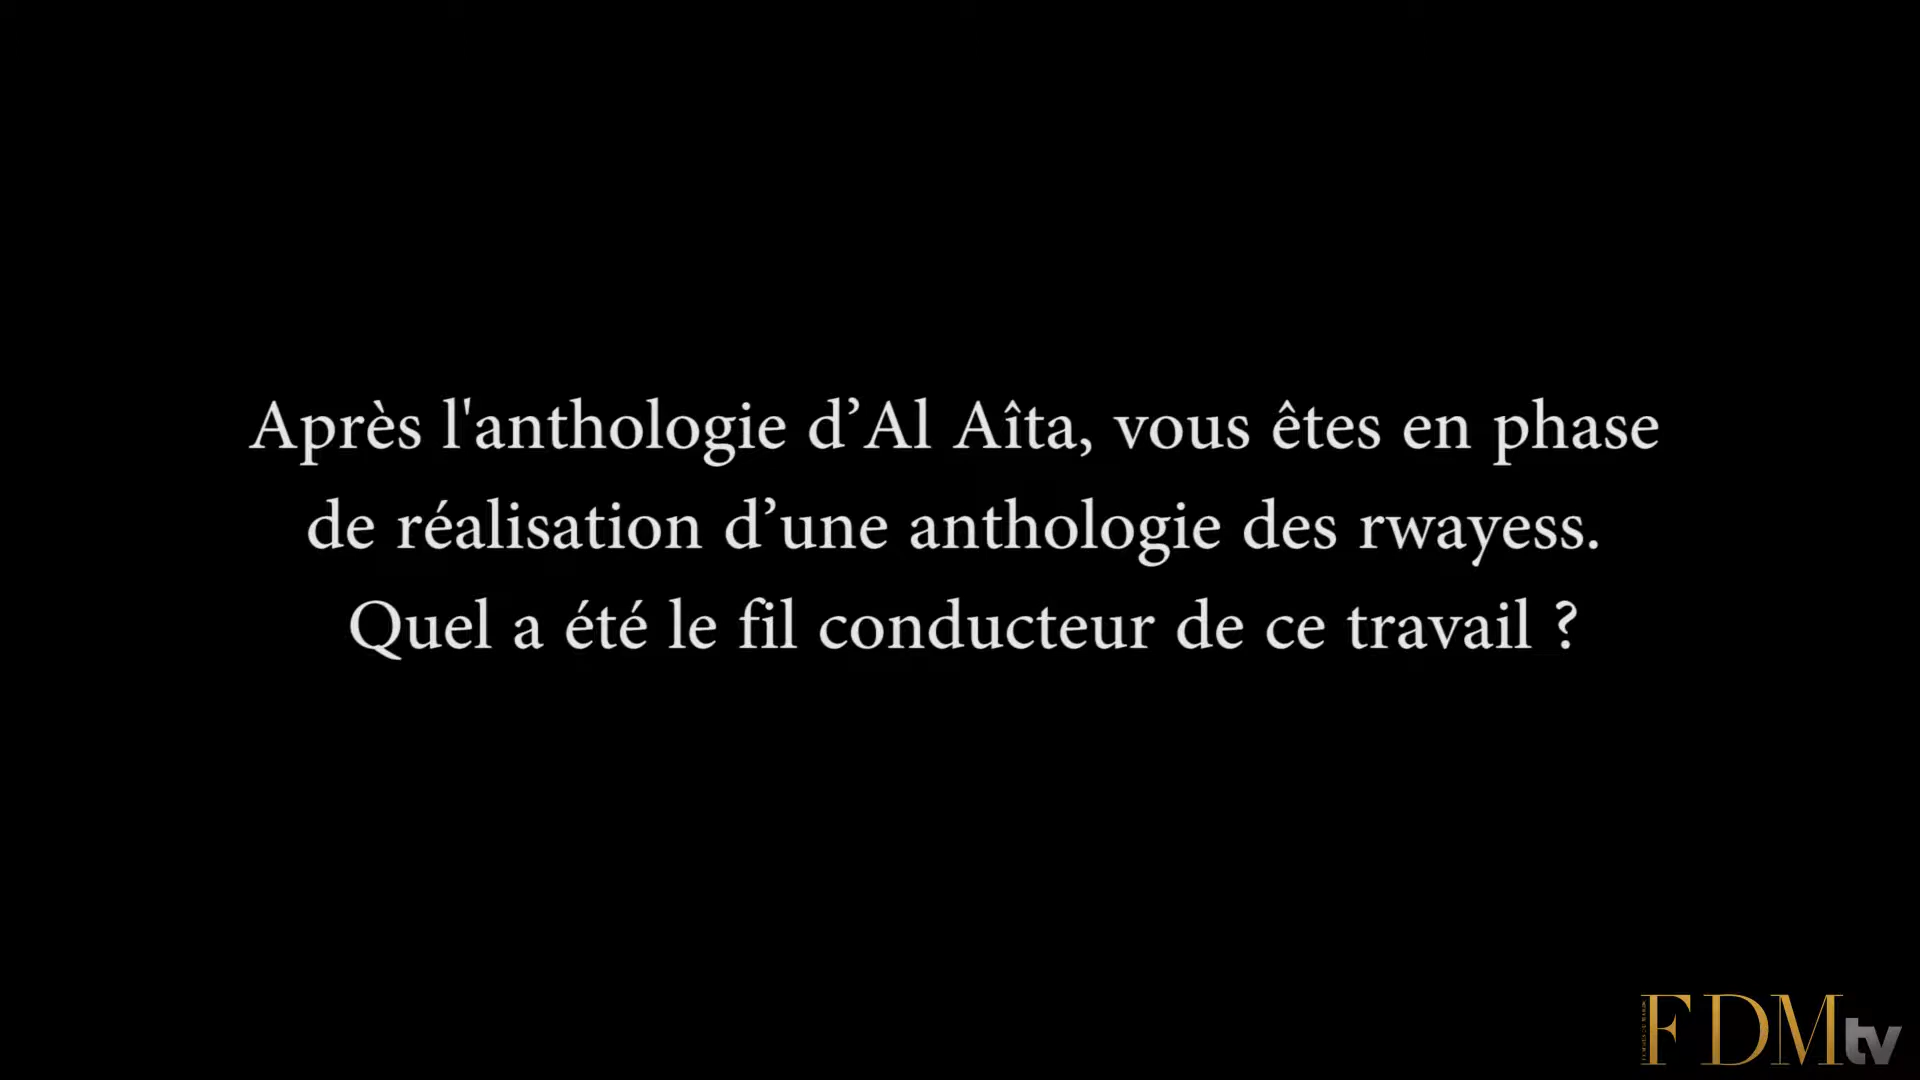 Après l'anthologie d’Al Aîta, vous êtes en phase
de réalisation d’une anthologie des rwayess.
Quel a été le fil conducteur de ce travail ?
FDMtv